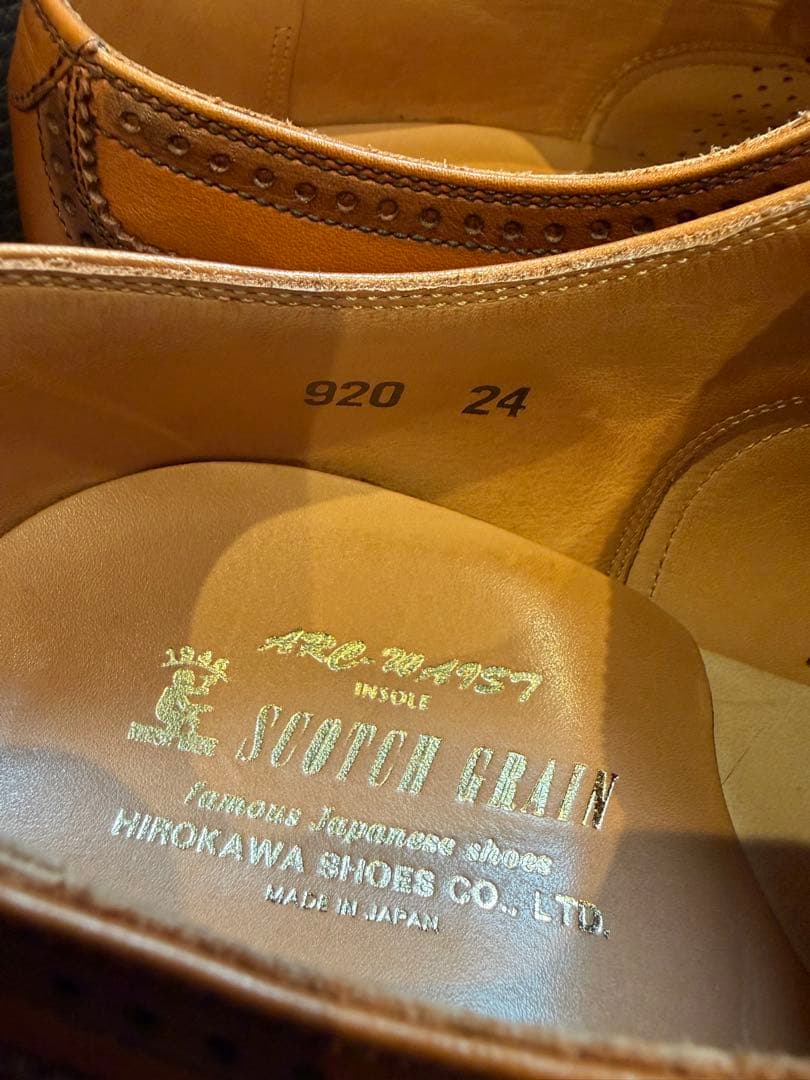 920 24
ARC-WAIST
INSOLE
SCOTCH GRAIN
famous Japanese shoes
HIROKAWA SHOES CO., LTD.
MADE IN JAPAN